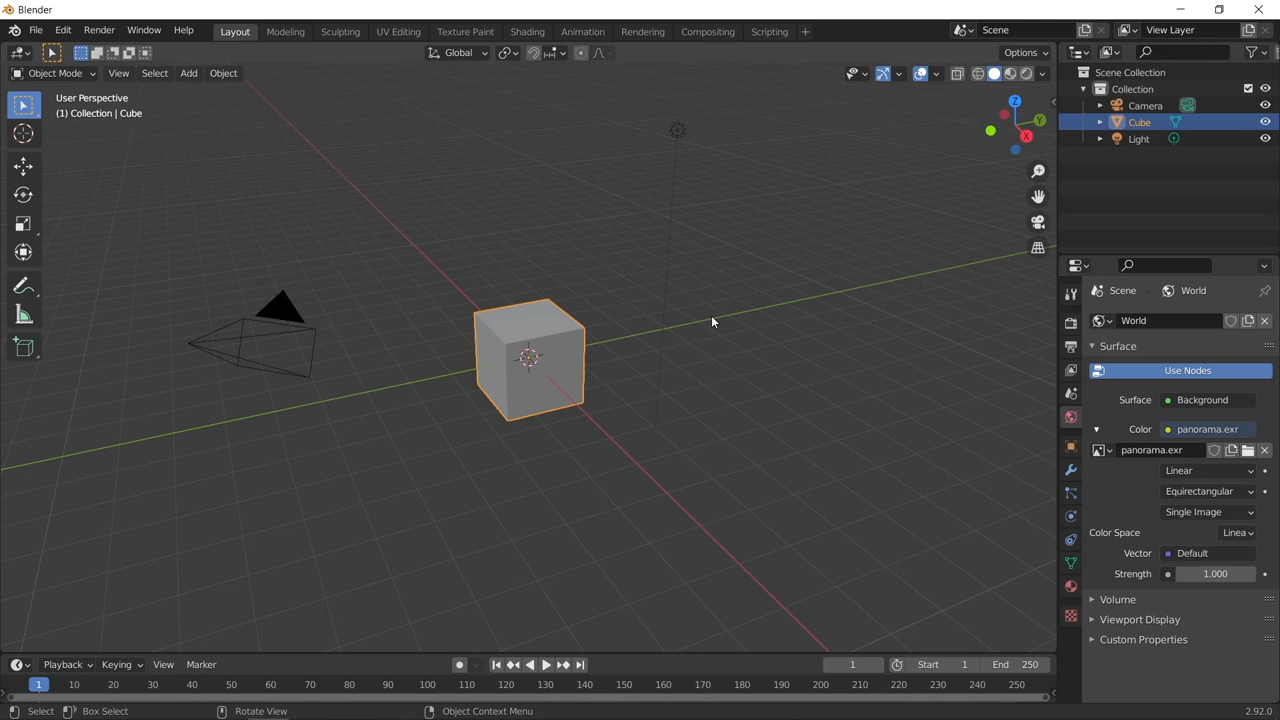 Blender
File Edit Render Window Help Layout Modeling Sculpting UV Editing Texture Paint Shading Animation Rendering Compositing Scripting + Scene View Layer
Global Options
Object Mode View Select Add Object
User Perspective
(1) Collection | Cube
Z
Y
X
Scene Collection
Collection
Camera
Cube
Light
Scene World
World
Surface
Use Nodes
Surface Background
Color panorama.exr
panorama.exr
Linear
Equirectangular
Single Image
Color Space Linea
Vector Default
Strength 1.000
Volume
Viewport Display
Custom Properties
Playback Keying View Marker 1 Start 1 End 250
1 10 20 30 40 50 60 70 80 90 100 110 120 130 140 150 160 170 180 190 200 210 220 230 240 250
Select Box Select Rotate View Object Context Menu 2.92.0